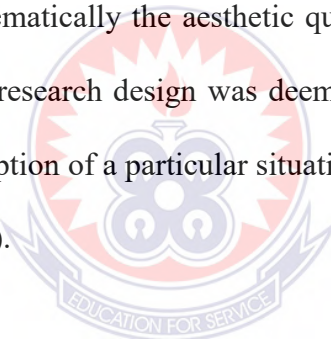 ematically the aesthetic qu
research design was deem
ption of a particular situati
).
EDUCATION FOR SERVICE